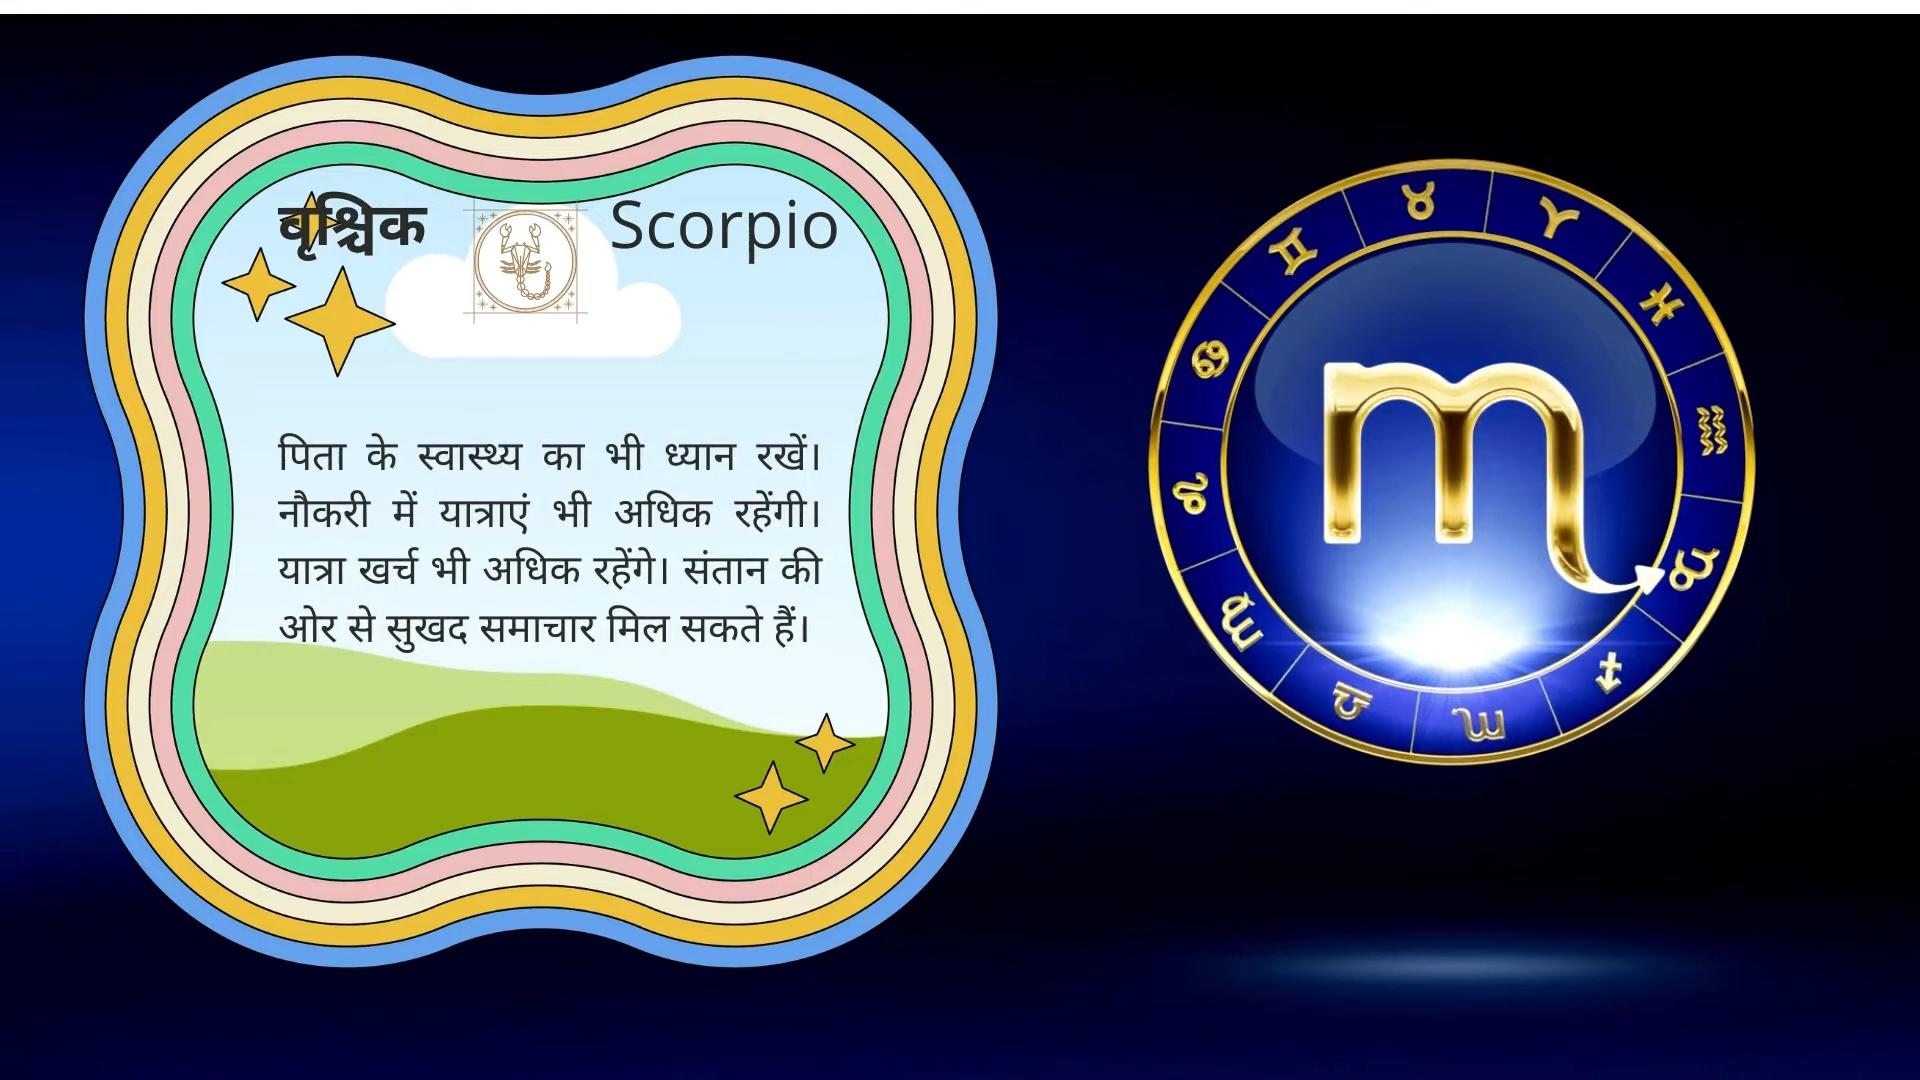 वृश्चिक Scorpio
पिता के स्वास्थ्य का भी ध्यान रखें।
नौकरी में यात्राएं भी अधिक रहेंगी।
यात्रा खर्च भी अधिक रहेंगे। संतान की
ओर से सुखद समाचार मिल सकते हैं।